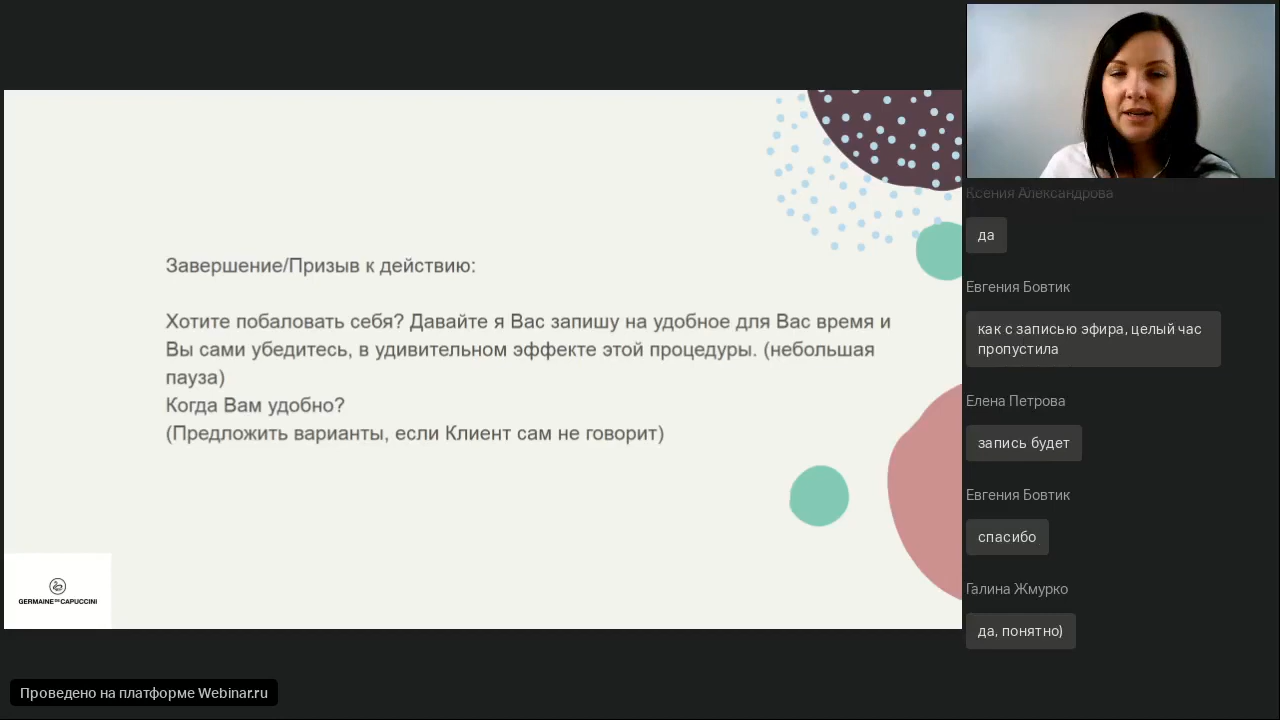 Завершение/Призыв к действию:
Хотите побаловать себя? Давайте я Вас запишу на удобное для Вас время и
Вы сами убедитесь, в удивительном эффекте этой процедуры. (небольшая
пауза)
Когда Вам удобно?
(Предложить варианты, если Клиент сам не говорит)
GERMAINE DE CAPUCCINI
Проведено на платформе Webinar.ru
Ксения Александрова
да
Евгения Бовтик
как с записью эфира, целый час
пропустила
Елена Петрова
запись будет
Евгения Бовтик
спасибо
Галина Жмурко
да, понятно)